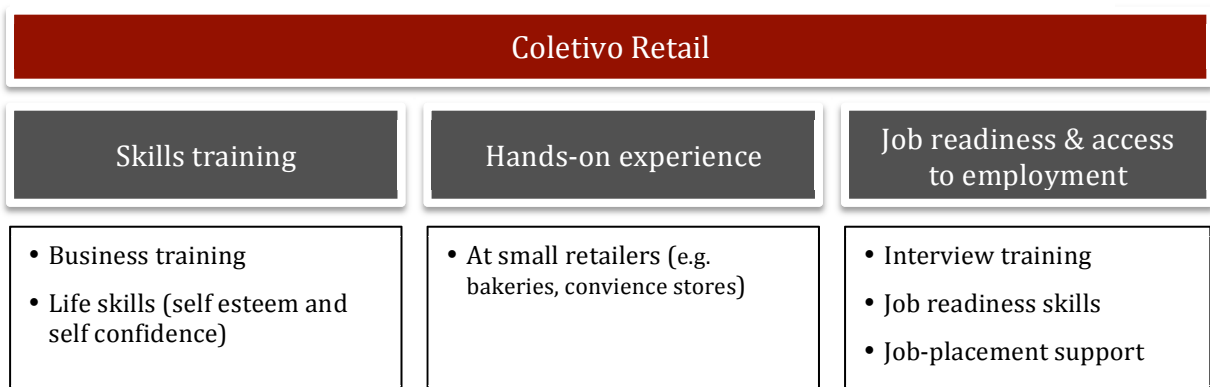 Coletivo Retail
Skills training
Hands-on experience
Job readiness & access
to employment
• Business training
• Life skills (self esteem and
self confidence)
• At small retailers (e.g.
bakeries, convience stores)
• Interview training
• Job readiness skills
• Job-placement support